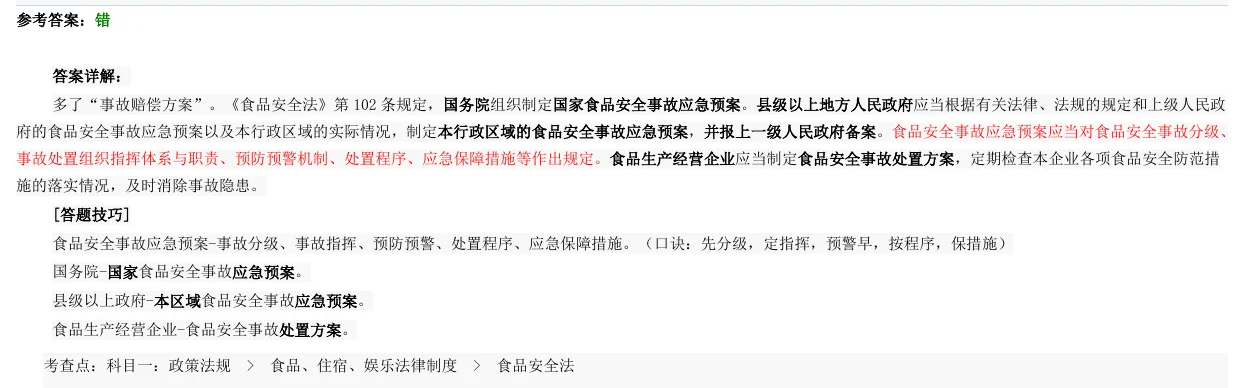 参考答案：错
答案详解：
多了“事故赔偿方案”。《食品安全法》第 102 条规定，国务院组织制定国家食品安全事故应急预案。县级以上地方人民政府应当根据有关法律、法规的规定和上级人民政
府的食品安全事故应急预案以及本行政区域的实际情况，制定本行政区域的食品安全事故应急预案，并报上一级人民政府备案。食品安全事故应急预案应当对食品安全事故分级、
事故处置组织指挥体系与职责、预防预警机制、处置程序、应急保障措施等作出规定。食品生产经营企业应当制定食品安全事故处置方案，定期检查本企业各项食品安全防范措
施的落实情况，及时消除事故隐患。
[答题技巧]
食品安全事故应急预案-事故分级、事故指挥、预防预警、处置程序、应急保障措施。（口诀：先分级，定指挥，预警早，按程序，保措施）
国务院-国家食品安全事故应急预案。
县级以上政府-本区域食品安全事故应急预案。
食品生产经营企业-食品安全事故处置方案。
考查点：科目一：政策法规 > 食品、住宿、娱乐法律制度 > 食品安全法